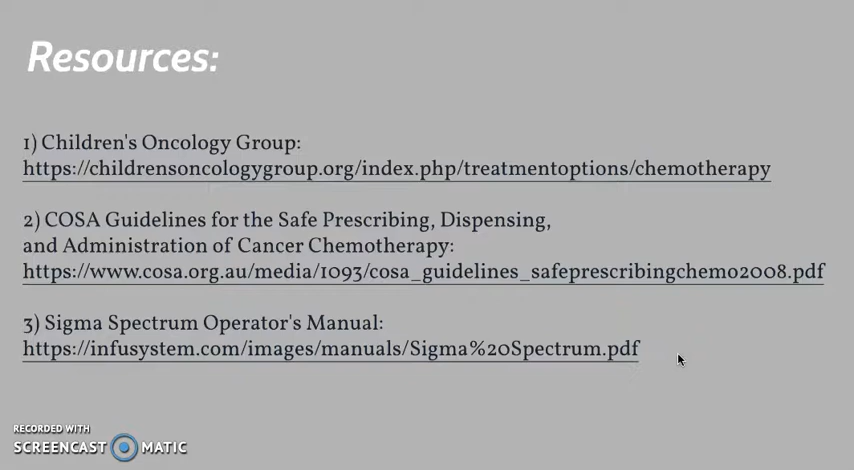 Resources:
1) Children's Oncology Group:
https://childrensoncologygroup.org/index.php/treatmentoptions/chemotherapy
2) COSA Guidelines for the Safe Prescribing, Dispensing,
and Administration of Cancer Chemotherapy:
https://www.cosa.org.au/media/1093/cosa_guidelines_safeprescribingchemo2008.pdf
3) Sigma Spectrum Operator's Manual:
https://infusystem.com/images/manuals/Sigma%20Spectrum.pdf
RECORDED WITH
SCREENCAST MATIC